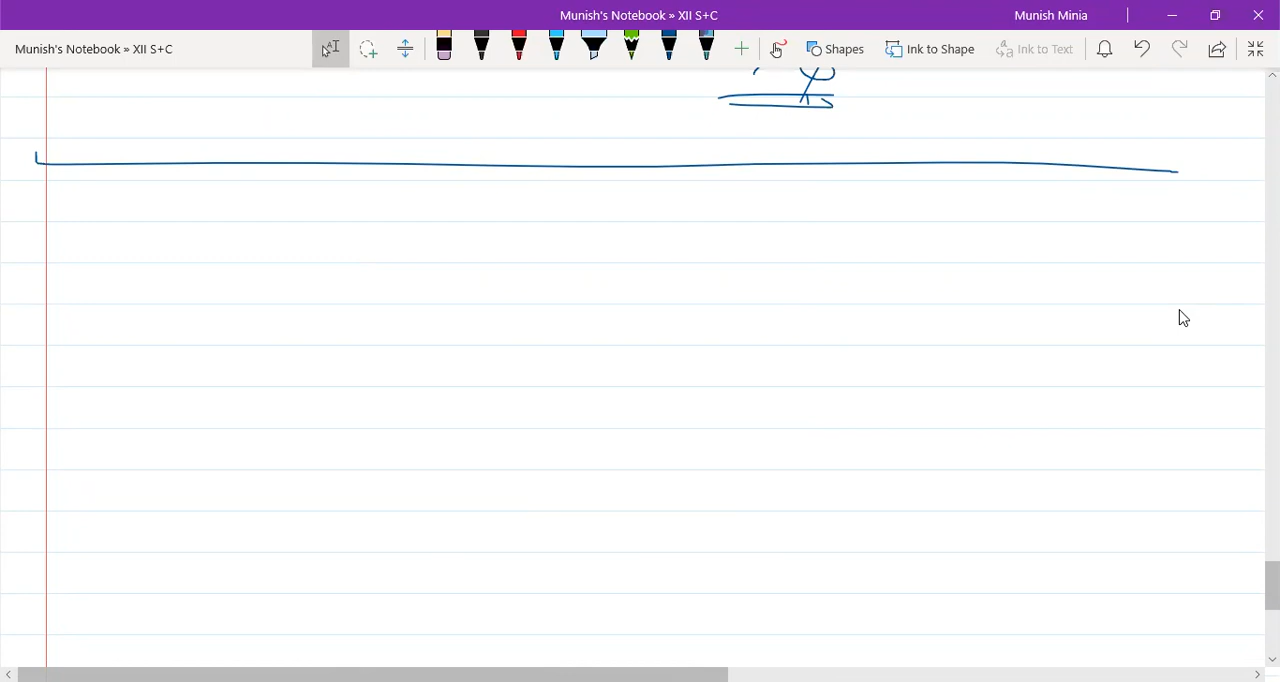 Munish's Notebook » XII S+C
Munish Minia
Munish's Notebook » XII S+C
Shapes
Ink to Shape
Ink to Text